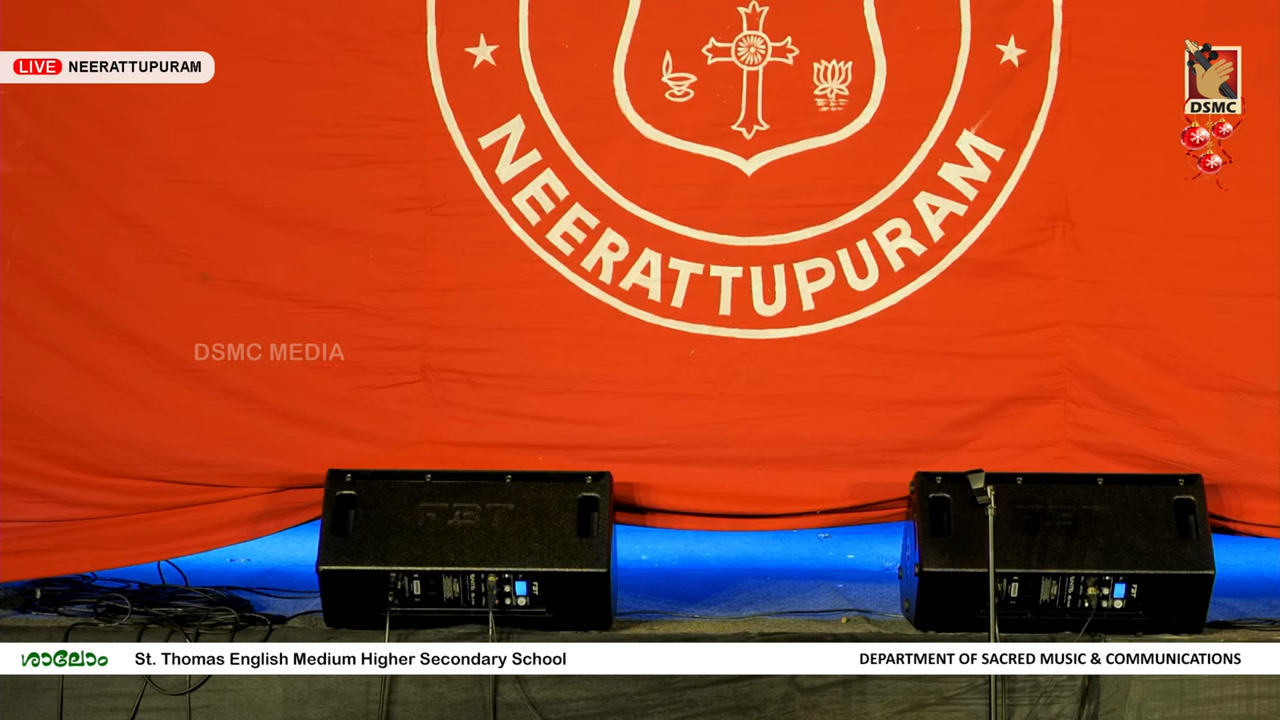 LIVE NEERATTUPURAM
DSMC
NEERATTUPURAM
DSMC MEDIA
FBT
FBT
ശാലോം St. Thomas English Medium Higher Secondary School DEPARTMENT OF SACRED MUSIC & COMMUNICATIONS